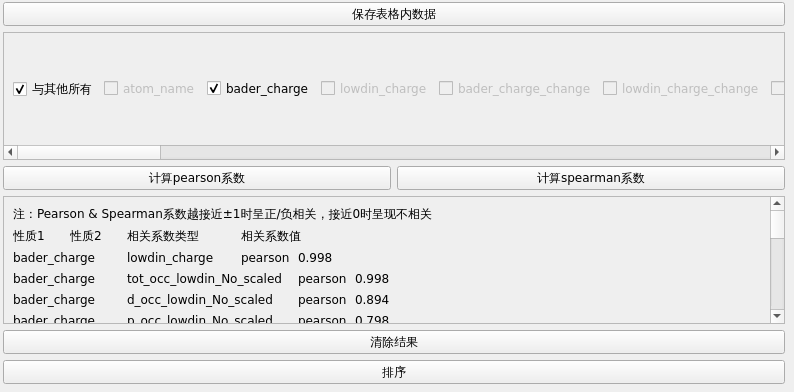 保存表格内数据
与其他所有 atom_name bader_charge lowdin_charge bader_charge_change lowdin_charge_change
计算pearson系数 计算spearman系数
注：Pearson & Spearman系数越接近±1时呈正/负相关，接近0时呈现不相关
性质1 性质2 相关系数类型 相关系数值
bader_charge lowdin_charge pearson 0.998
bader_charge tot_occ_lowdin_No_scaled pearson 0.998
bader_charge d_occ_lowdin_No_scaled pearson 0.894
bader_charge p_occ_lowdin_No_scaled pearson 0.798
清除结果
排序